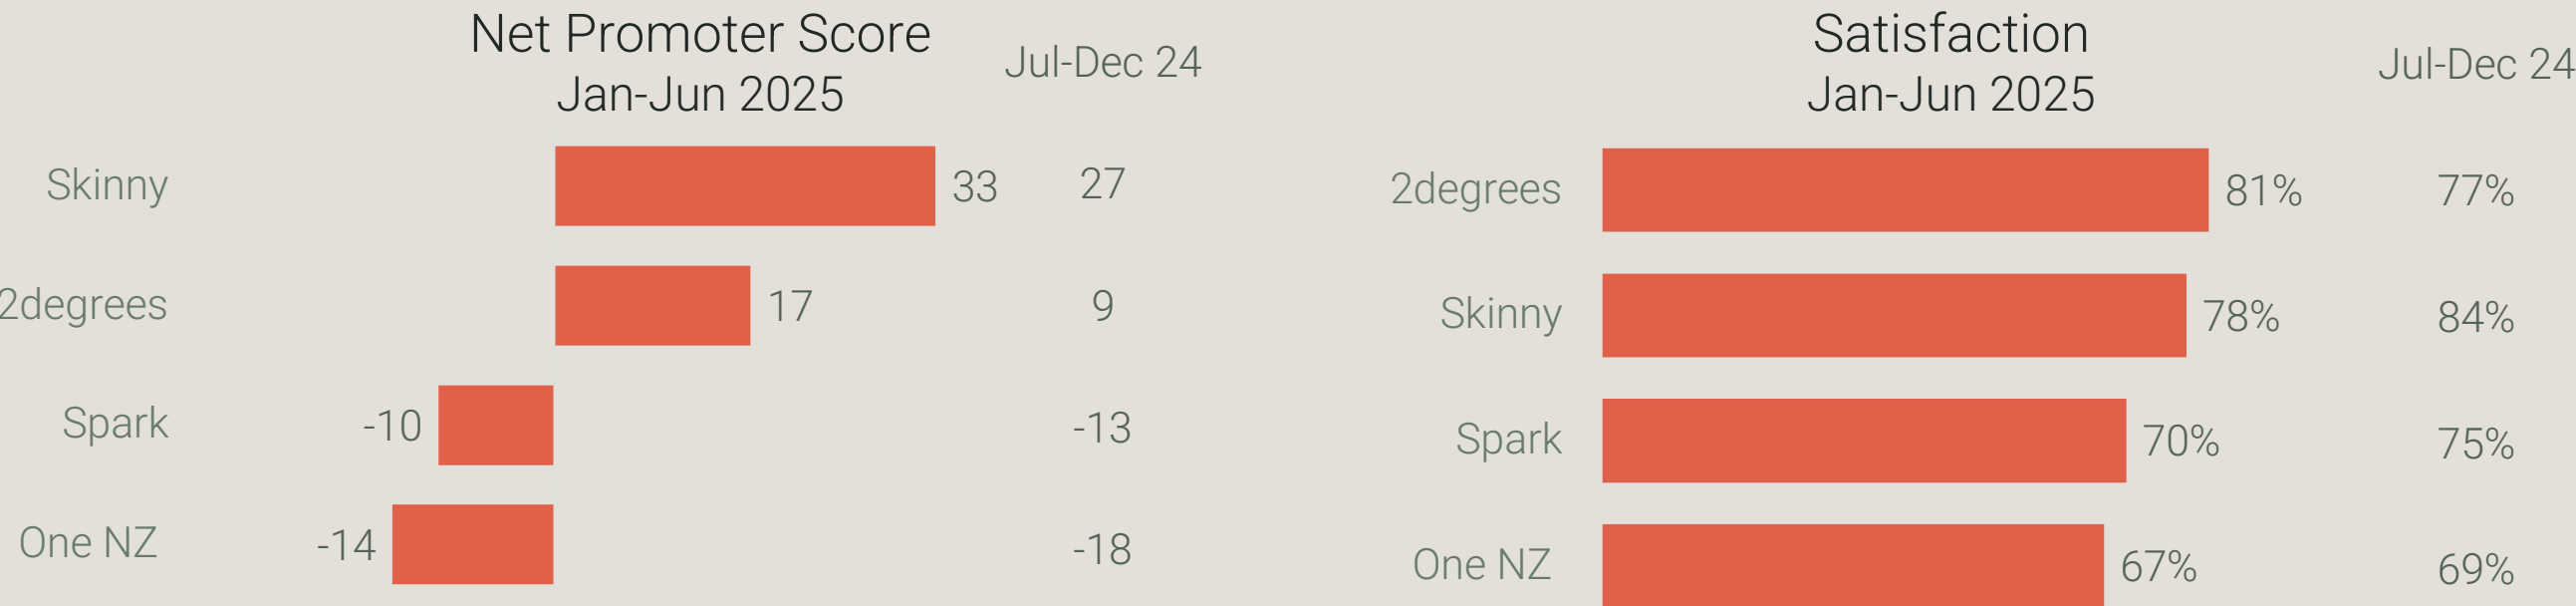 Net Promoter Score
Jan-Jun 2025
Jul-Dec 24
Skinny 33 27
2degrees 17 9
Spark -10 -13
One NZ -14 -18
Satisfaction
Jan-Jun 2025
Jul-Dec 24
2degrees 81% 77%
Skinny 78% 84%
Spark 70% 75%
One NZ 67% 69%